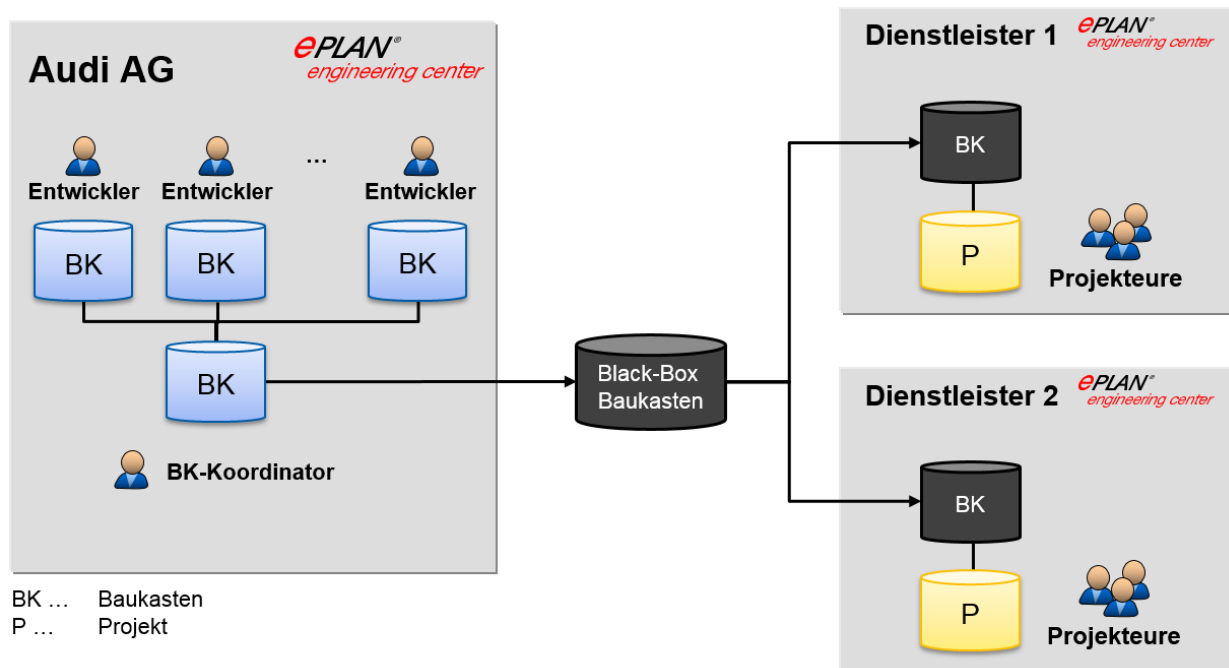 Audi AG
ePLAN®
engineering center
Entwickler
Entwickler
...
Entwickler
BK
BK
BK
BK
BK-Koordinator
Black-Box
Baukasten
Dienstleister 1
ePLAN®
engineering center
BK
P
Projekteure
Dienstleister 2
ePLAN®
engineering center
BK
P
Projekteure
BK ... Baukasten
P ... Projekt